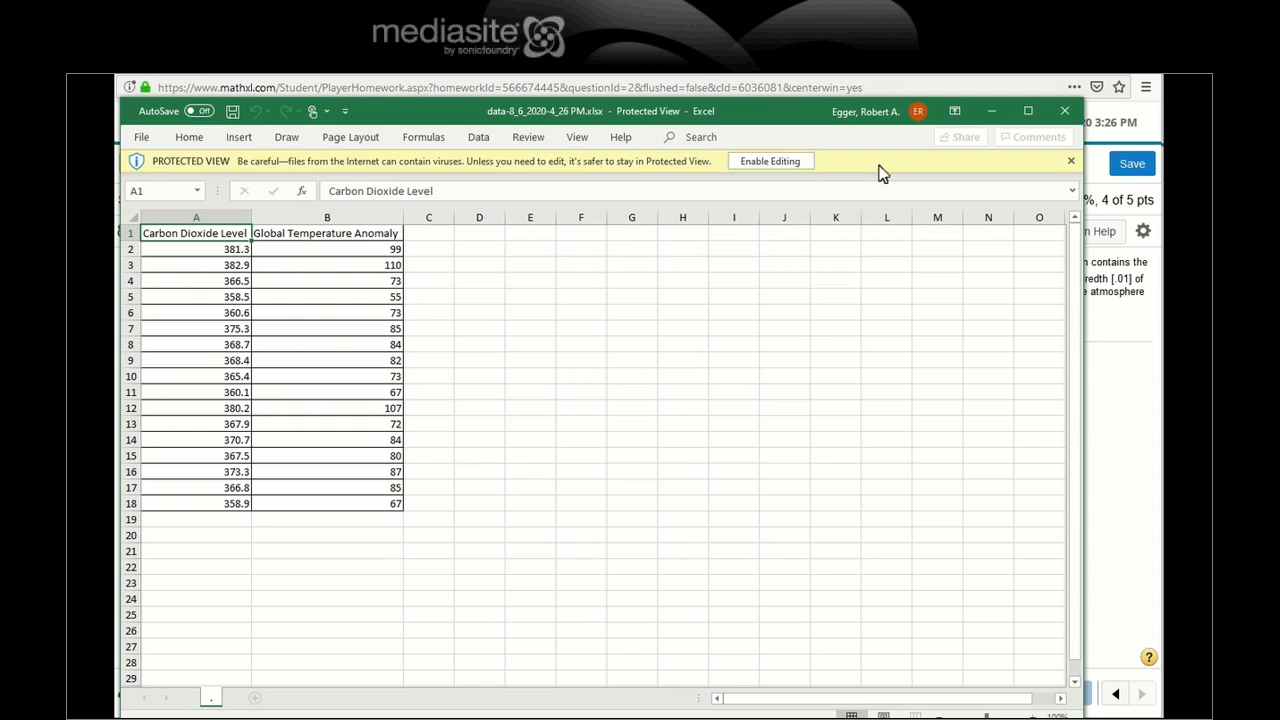 mediasite
by sonicfoundry
https://www.mathxl.com/Student/PlayerHomework.aspx?homeworkId=566674445&questionId=2&flushed=false&cId=6036081&centerwin=yes
AutoSave Off data-8_6_2020-4_26 PM.xlsx - Protected View - Excel Egger, Robert A. ER
0 3:26 PM
File Home Insert Draw Page Layout Formulas Data Review View Help Search Share Comments
PROTECTED VIEW Be careful—files from the Internet can contain viruses. Unless you need to edit, it's safer to stay in Protected View. Enable Editing
Save
A1 fx Carbon Dioxide Level
%, 4 of 5 pts
A B C D E F G H I J K L M N O
n Help
1 Carbon Dioxide Level Global Temperature Anomaly
2 381.3 99
3 382.9 110
4 366.5 73
5 358.5 55
6 360.6 73
7 375.3 85
8 368.7 84
9 368.4 82
10 365.4 73
11 360.1 67
12 380.2 107
13 367.9 72
14 370.7 84
15 367.5 80
16 373.3 87
17 366.8 85
18 358.9 67
19
20
21
22
23
24
25
26
27
28
29
n contains the
redth [.01] of
e atmosphere
?
.
100%